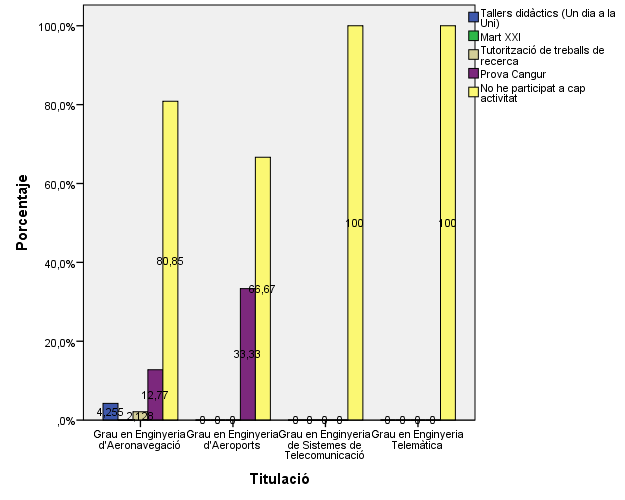 100,0%
80,0%
60,0%
40,0%
20,0%
,0%
Porcentaje
4,255
2,128
12,77
80,85
0
0
0
33,33
66,67
0
0
0
0
100
0
0
0
0
100
Grau en Enginyeria
d'Aeronavegació
Grau en Enginyeria
d'Aeroports
Grau en Enginyeria
de Sistemes de
Telecomunicació
Grau en Enginyeria
Telemàtica
Titulació
Tallers didàctics (Un dia a la
Uni)
Mart XXI
Tutorització de treballs de
recerca
Prova Cangur
No he participat a cap
activitat